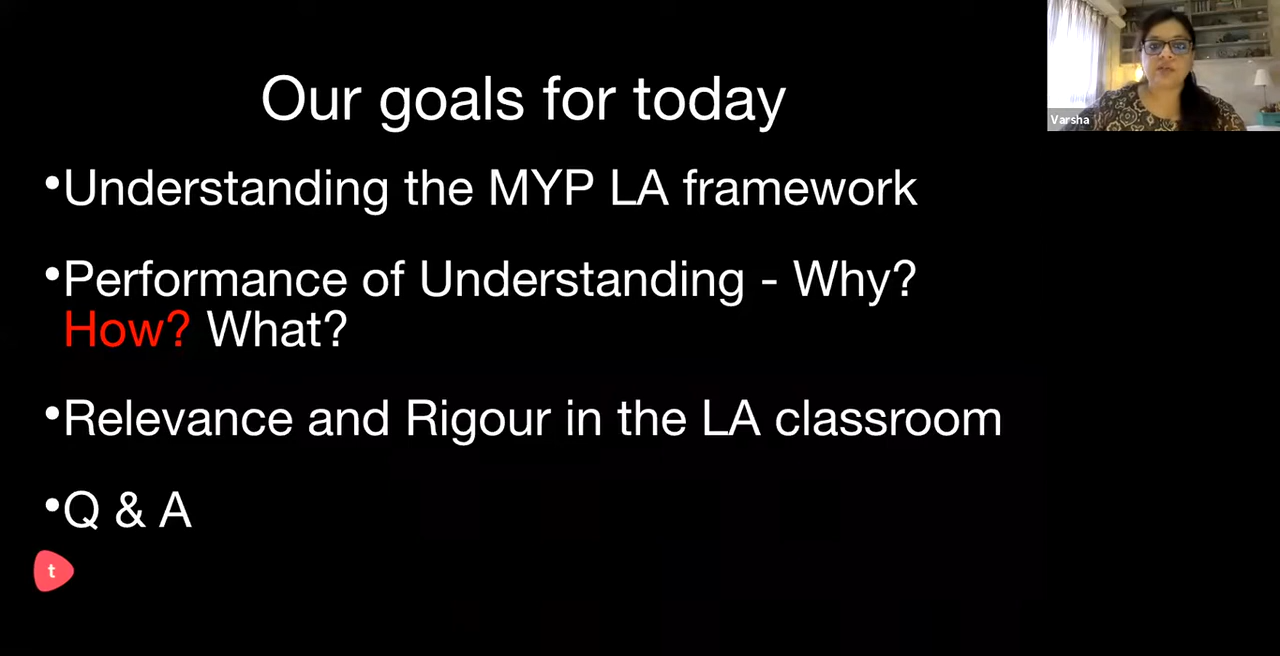 Our goals for today
Varsha
•Understanding the MYP LA framework
•Performance of Understanding - Why?
How? What?
•Relevance and Rigour in the LA classroom
•Q & A
t